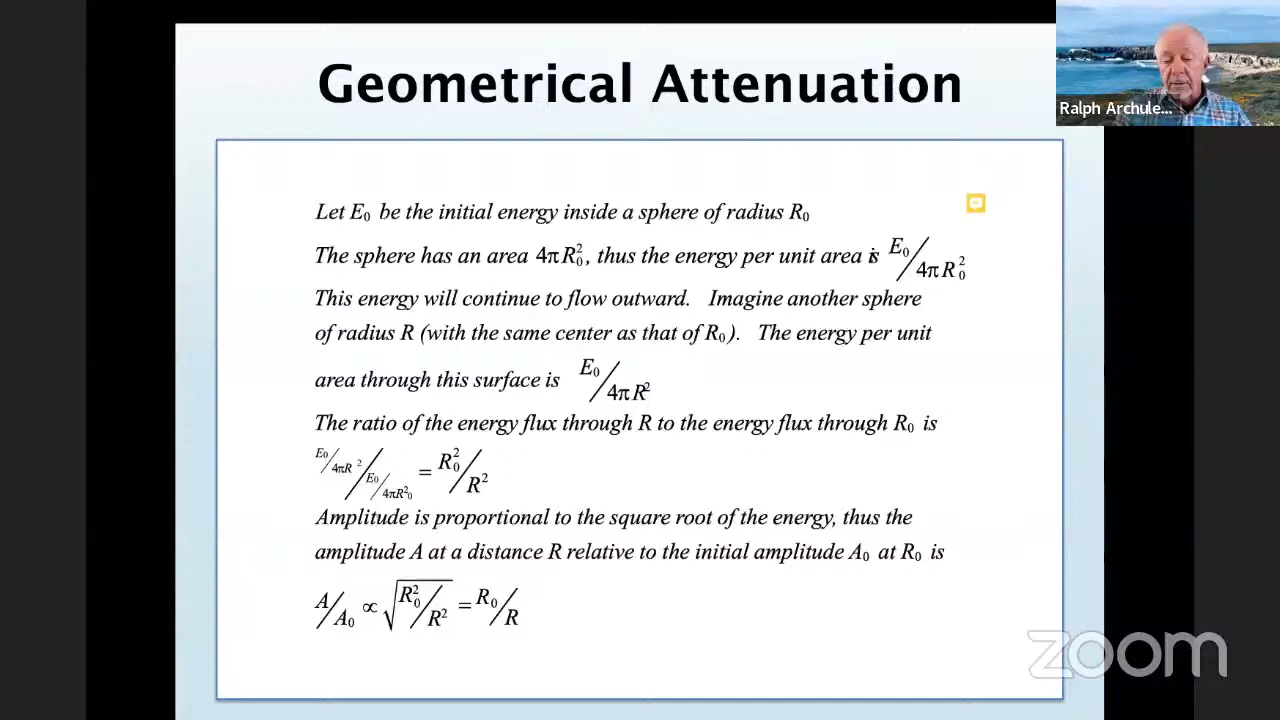 Geometrical Attenuation
Ralph Archule...
Let E₀ be the initial energy inside a sphere of radius R₀
The sphere has an area 4πR₀², thus the energy per unit area is E₀/4πR₀²
This energy will continue to flow outward. Imagine another sphere
of radius R (with the same center as that of R₀). The energy per unit
area through this surface is E₀/4πR²
The ratio of the energy flux through R to the energy flux through R₀ is
E₀/4πR² / E₀/4πR²₀ = R₀²/R²
Amplitude is proportional to the square root of the energy, thus the
amplitude A at a distance R relative to the initial amplitude A₀ at R₀ is
A/A₀ ∝ √(R₀²/R²) = R₀/R
zoom